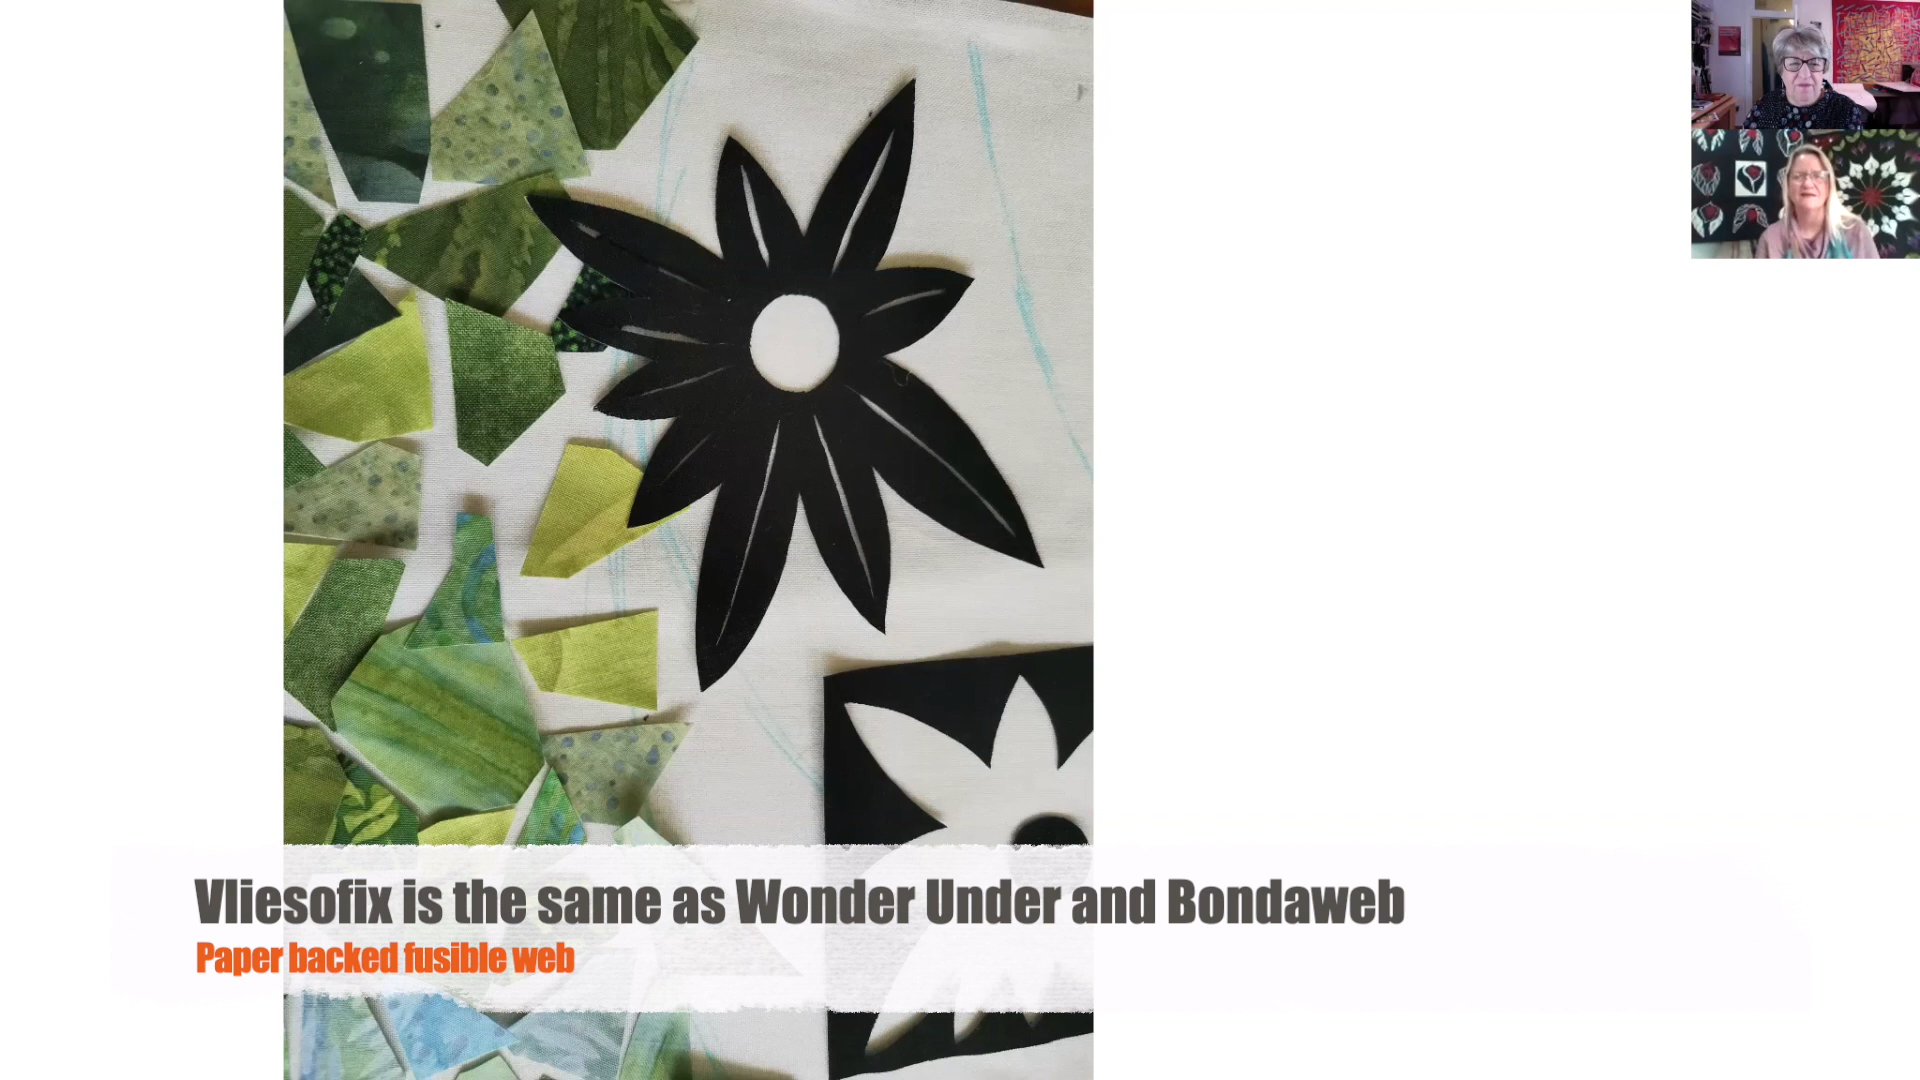 Vliesofix is the same as Wonder Under and Bondaweb
Paper backed fusible web